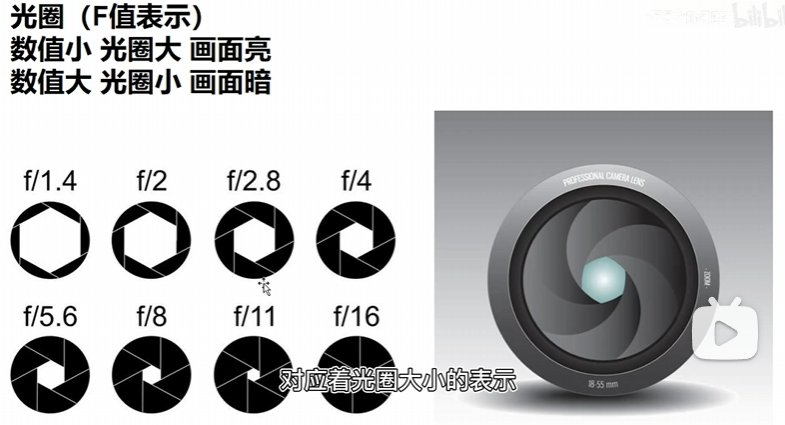 光圈（F值表示）
数值小 光圈大 画面亮
数值大 光圈小 画面暗
f/1.4 f/2 f/2.8 f/4
f/5.6 f/8 f/11 f/16
PROFESSIONAL CAMERA LENS
ZOOM
18-55 mm
对应着光圈大小的表示
bilibili